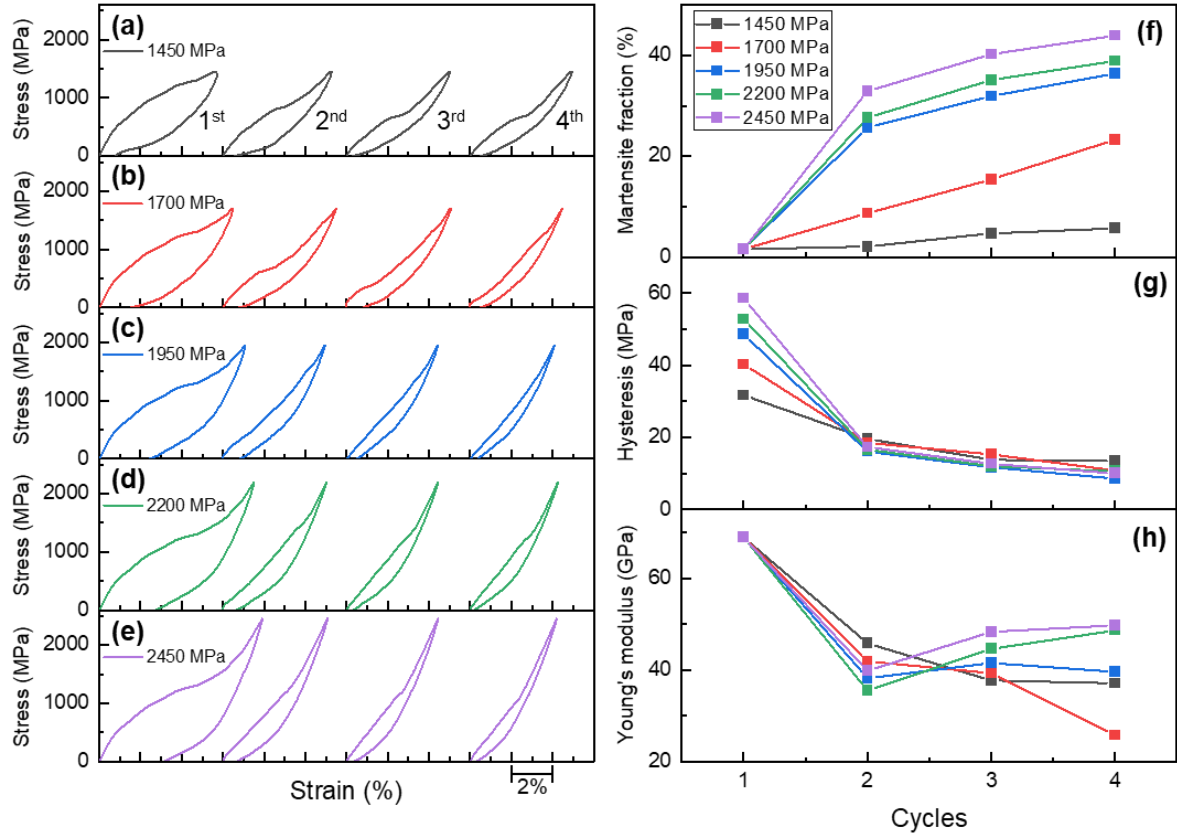 (a)
1450 MPa
1st
2nd
3rd
4th
Stress (MPa)
2000
1000
0
(b)
1700 MPa
Stress (MPa)
2000
1000
0
(c)
1950 MPa
Stress (MPa)
2000
1000
0
(d)
2200 MPa
Stress (MPa)
2000
1000
0
(e)
2450 MPa
Stress (MPa)
2000
1000
0
Strain (%)
2%
(f)
1450 MPa
1700 MPa
1950 MPa
2200 MPa
2450 MPa
Martensite fraction (%)
40
20
0
(g)
Hysteresis (MPa)
60
40
20
0
(h)
Young's modulus (GPa)
60
40
20
1 2 3 4
Cycles